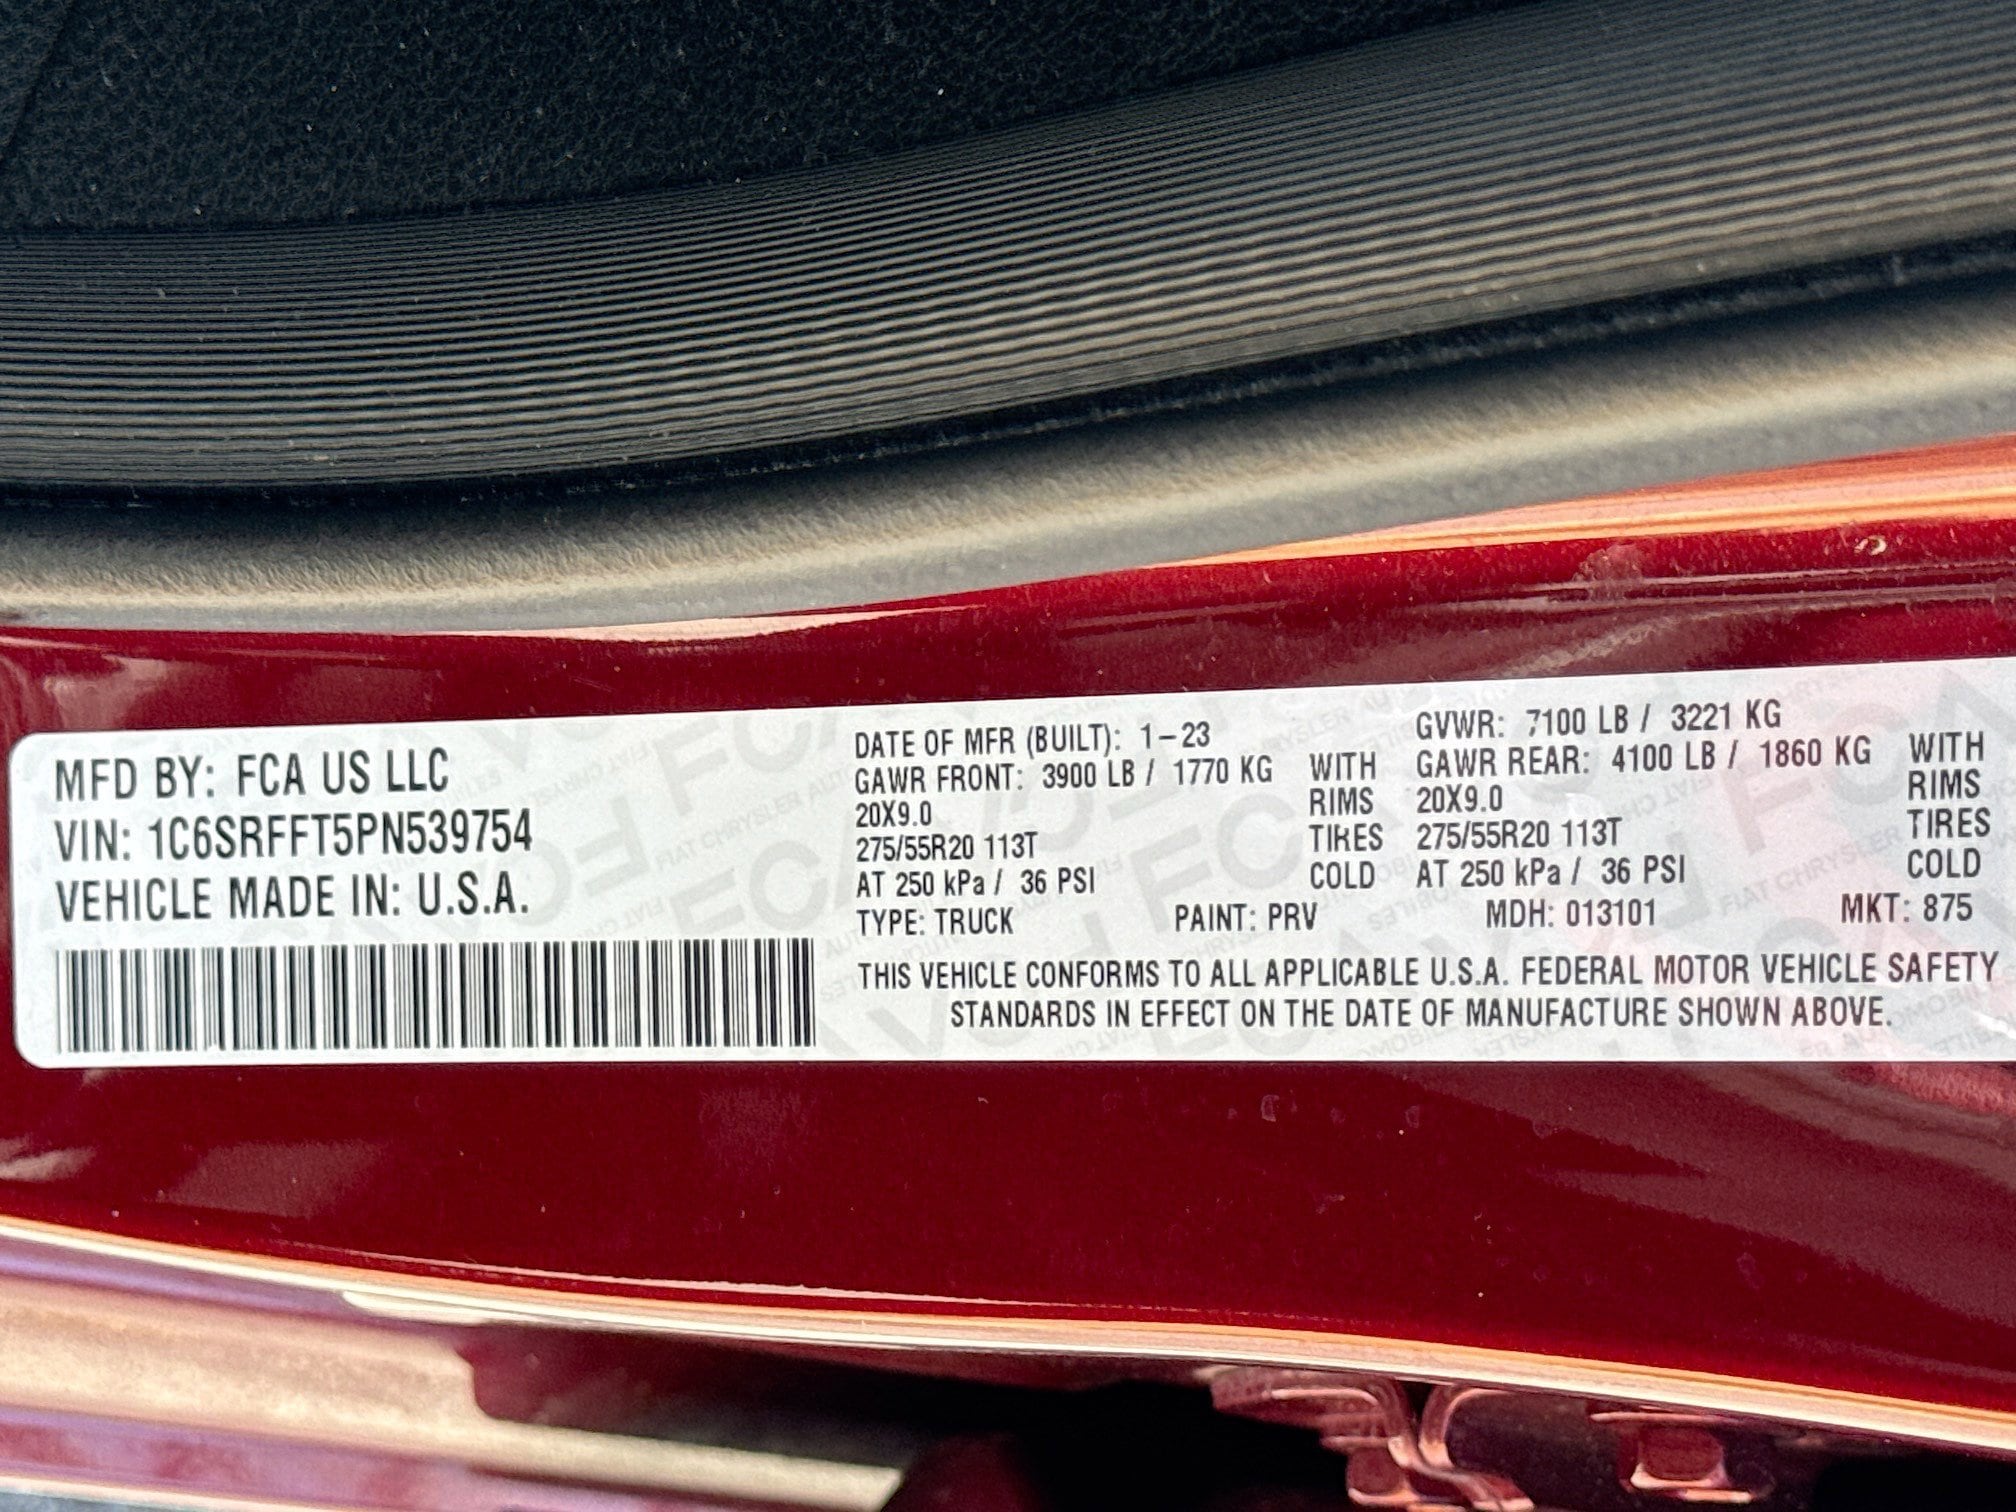 MFD BY: FCA US LLC
VIN: 1C6SRFFT5PN539754
VEHICLE MADE IN: U.S.A.
DATE OF MFR (BUILT): 1-23 GVWR: 7100 LB / 3221 KG
GAWR FRONT: 3900 LB / 1770 KG WITH GAWR REAR: 4100 LB / 1860 KG WITH
20X9.0 RIMS 20X9.0 RIMS
275/55R20 113T TIRES 275/55R20 113T TIRES
AT 250 kPa / 36 PSI COLD AT 250 kPa / 36 PSI COLD
TYPE: TRUCK PAINT: PRV MDH: 013101 MKT: 875
THIS VEHICLE CONFORMS TO ALL APPLICABLE U.S.A. FEDERAL MOTOR VEHICLE SAFETY
STANDARDS IN EFFECT ON THE DATE OF MANUFACTURE SHOWN ABOVE.